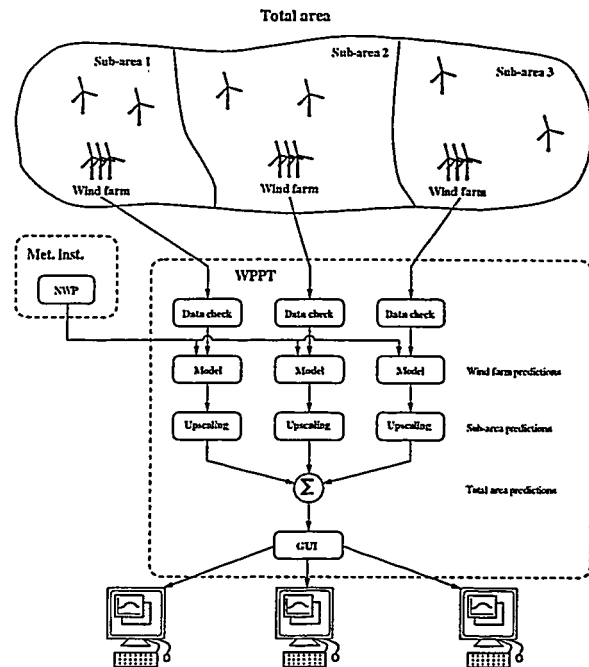 Total area
Sub-area 1
Sub-area 2
Sub-area 3
Wind farm
Wind farm
Wind farm
Met. Inst.
NWP
WPPT
Data check
Data check
Data check
Model
Model
Model
Wind farm predictions
Upscaling
Upscaling
Upscaling
Sub-area predictions
Σ
Total area predictions
GUI